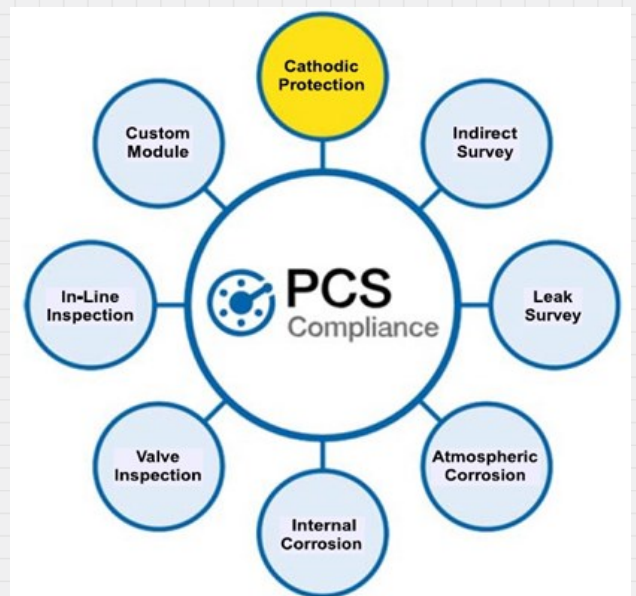 Cathodic
Protection
Custom
Module
Indirect
Survey
In-Line
Inspection
PCS
Compliance
Leak
Survey
Valve
Inspection
Atmospheric
Corrosion
Internal
Corrosion